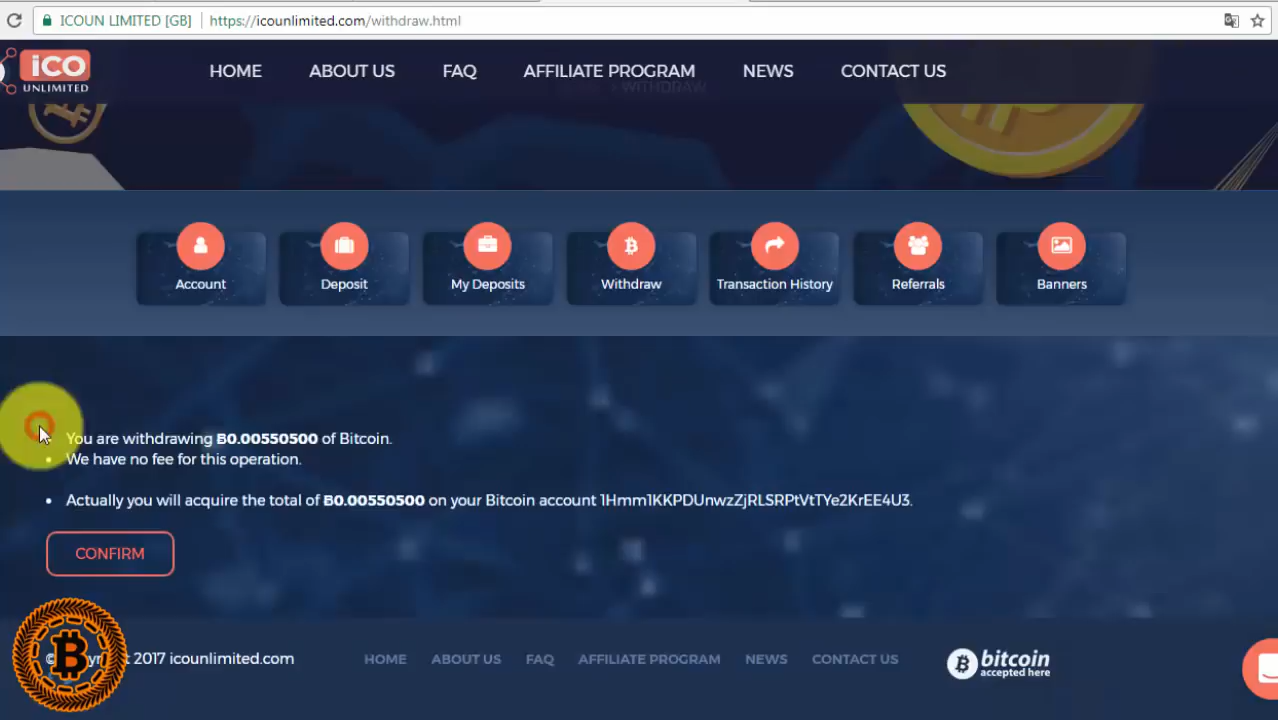 ICOUN LIMITED [GB] https://icounlimited.com/withdraw.html
ICO
UNLIMITED
HOME ABOUT US FAQ AFFILIATE PROGRAM NEWS CONTACT US
WITHDRAW
Account Deposit My Deposits Withdraw Transaction History Referrals Banners
You are withdrawing Ƀ0.00550500 of Bitcoin.
We have no fee for this operation.
Actually you will acquire the total of Ƀ0.00550500 on your Bitcoin account 1Hmm1KKPDUnwzZjRLSRPtVtTYe2KrEE4U3.
CONFIRM
© 2017 icounlimited.com HOME ABOUT US FAQ AFFILIATE PROGRAM NEWS CONTACT US
bitcoin
accepted here